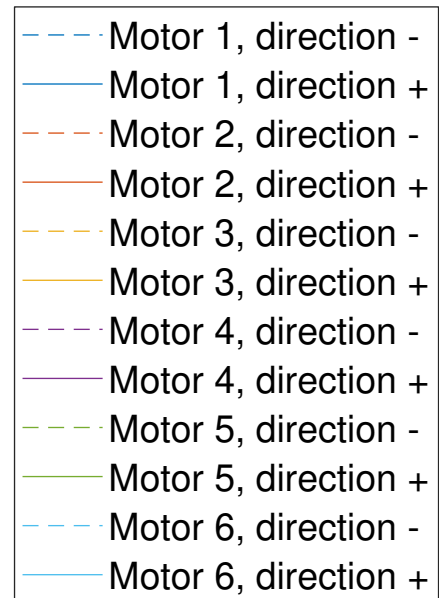 Motor 1, direction -
Motor 1, direction +
Motor 2, direction -
Motor 2, direction +
Motor 3, direction -
Motor 3, direction +
Motor 4, direction -
Motor 4, direction +
Motor 5, direction -
Motor 5, direction +
Motor 6, direction -
Motor 6, direction +